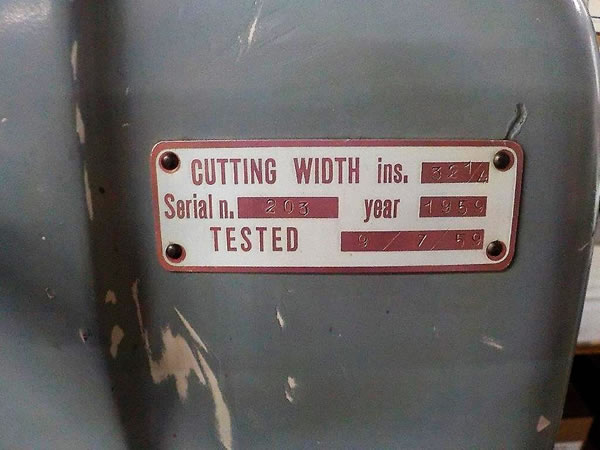 CUTTING WIDTH ins. 32¼
Serial n. 203 year 1959
TESTED 9/7/59